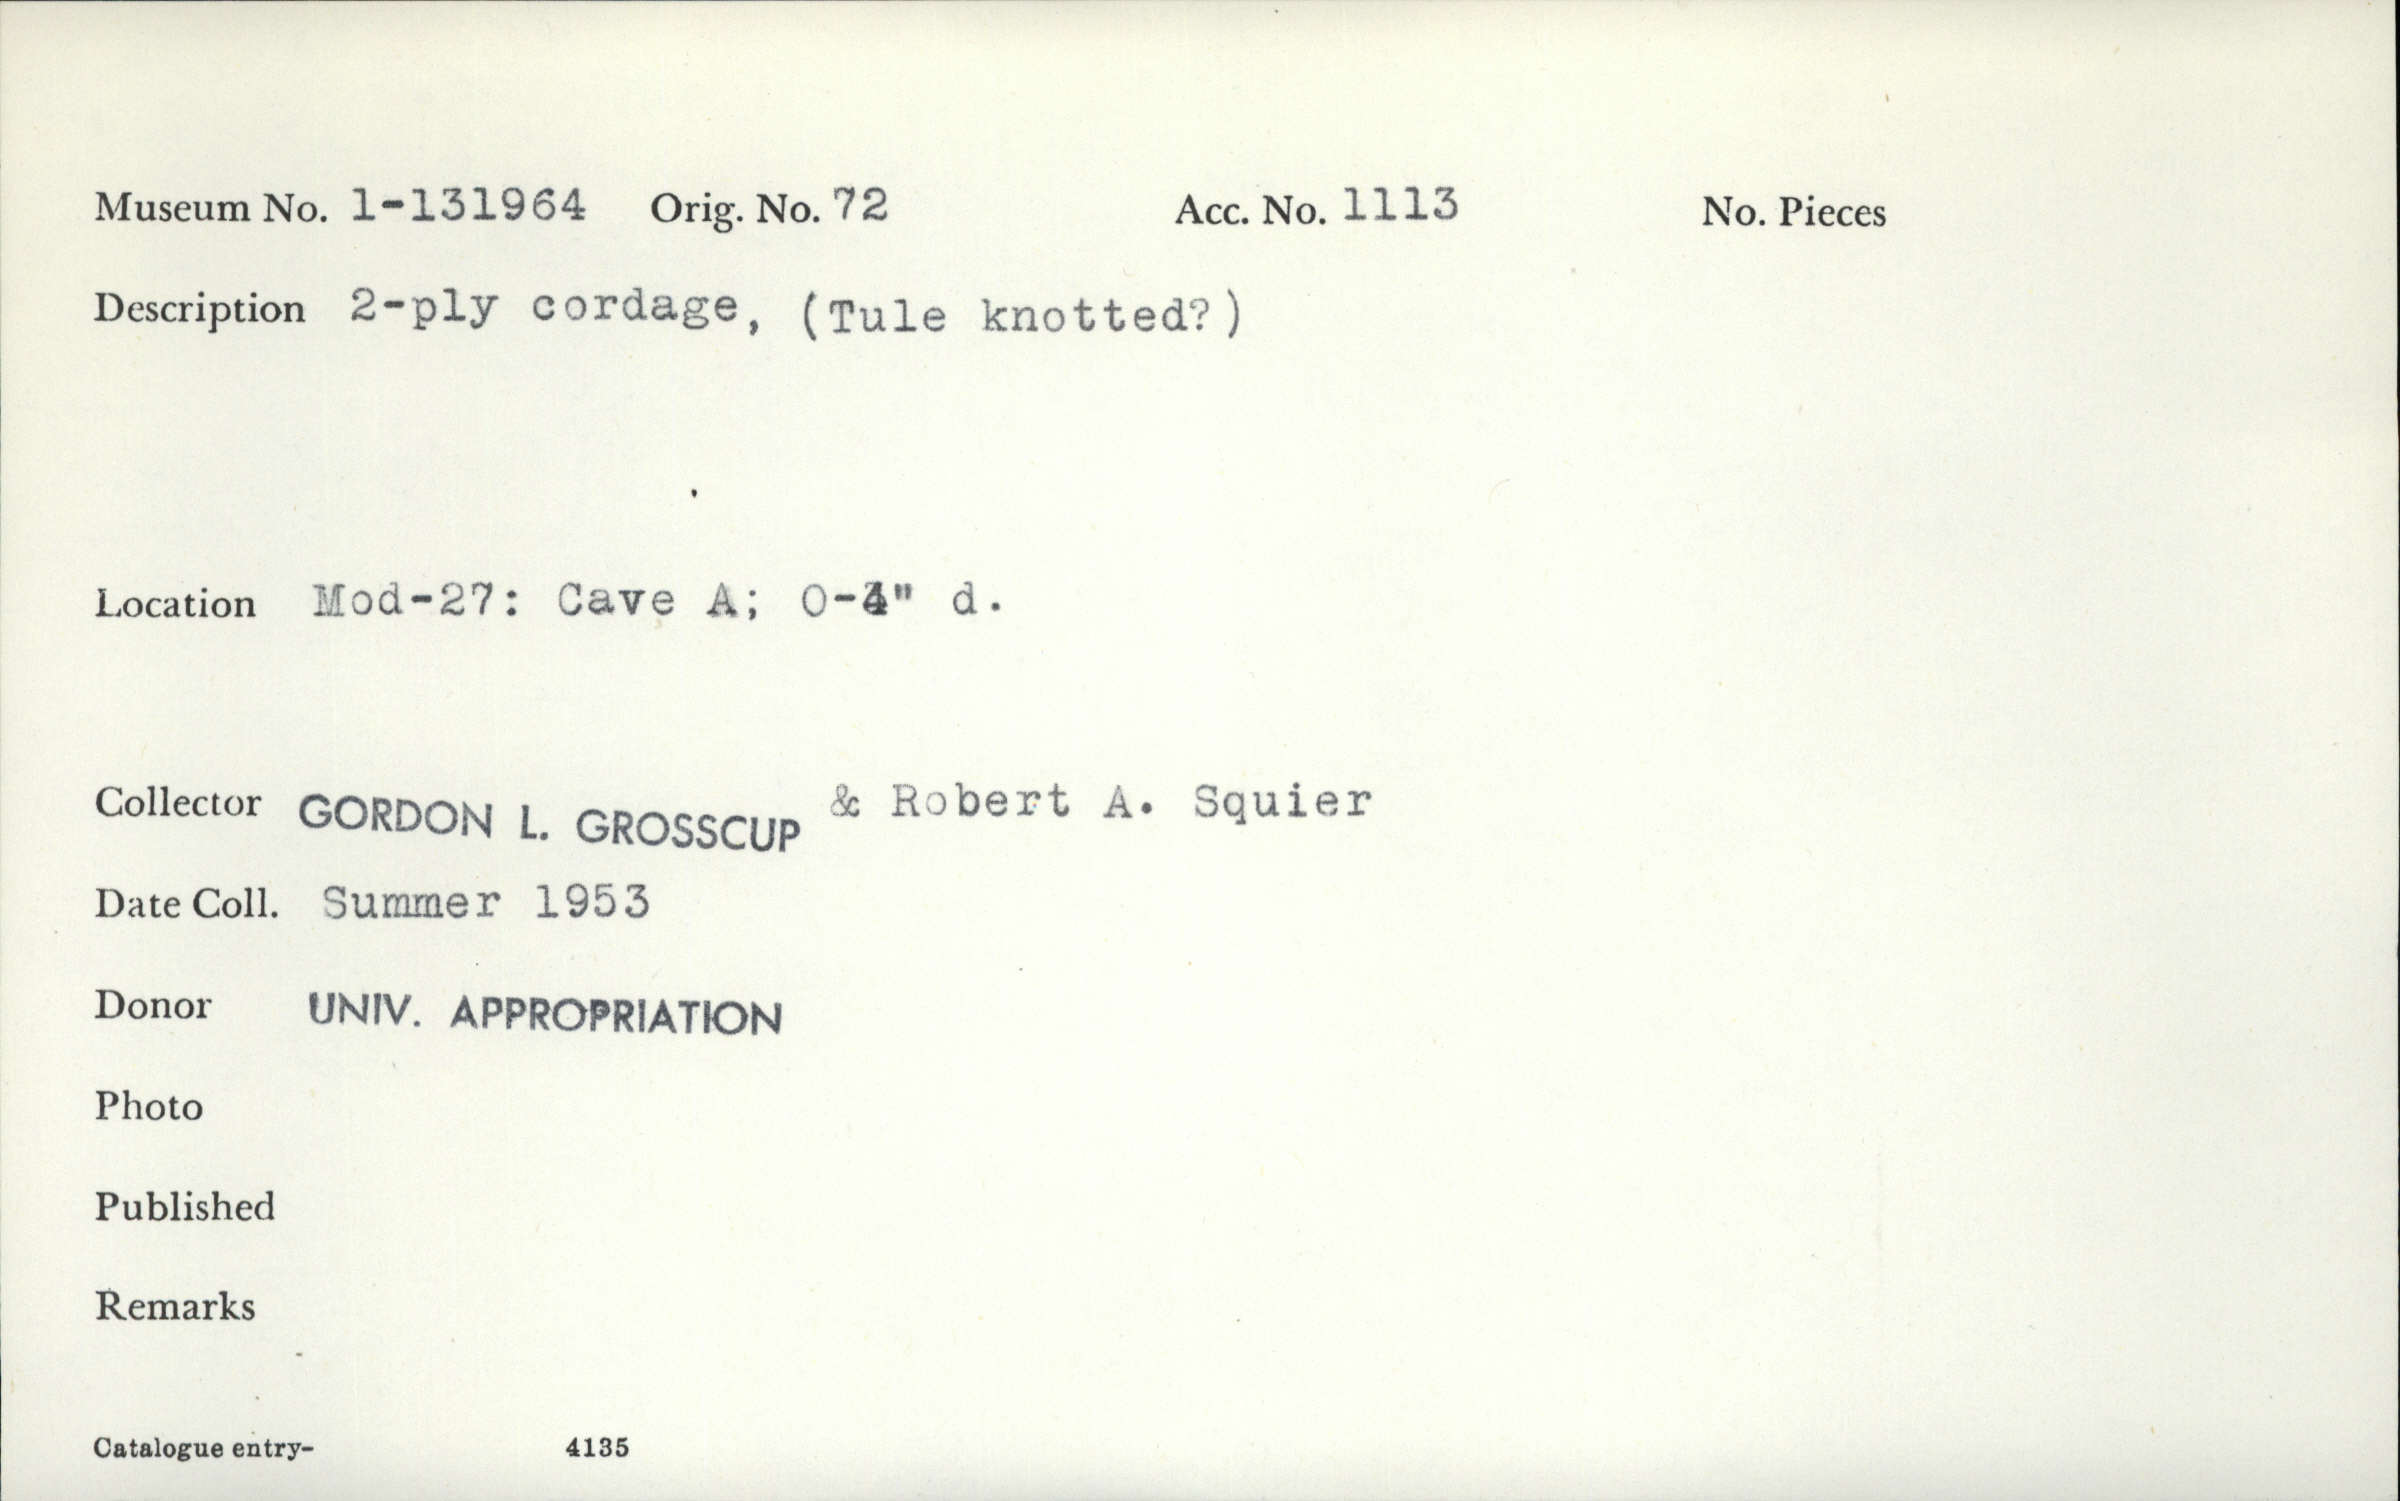 Museum No. 1-131964 Orig. No. 72 Acc. No. 1113 No. Pieces
Description 2-ply cordage, (Tule knotted?)
Location Mod-27: Cave A; 0-4" d.
Collector GORDON L. GROSSCUP & Robert A. Squier
Date Coll. Summer 1953
Donor UNIV. APPROPRIATION
Photo
Published
Remarks
Catalogue entry- 4135